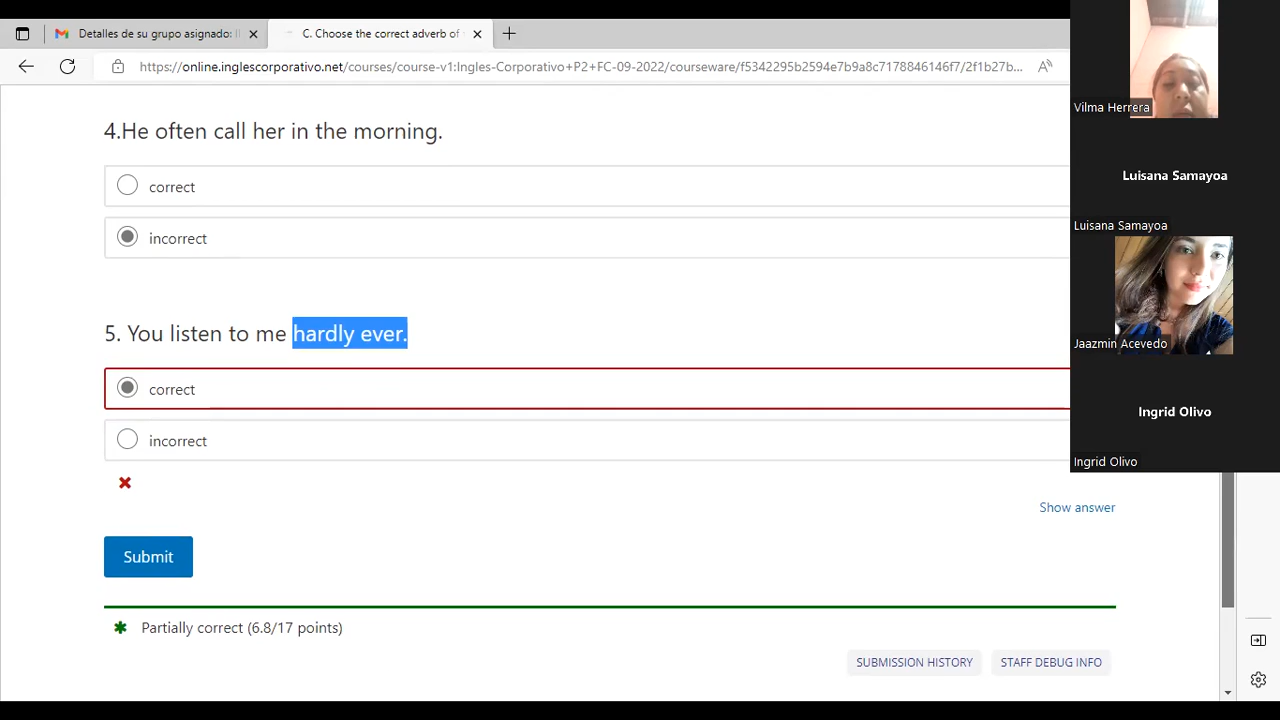 Detalles de su grupo asignado: I
C. Choose the correct adverb of
https://online.inglescorporativo.net/courses/course-v1:Ingles-Corporativo+P2+FC-09-2022/courseware/f5342295b2594e7b9a8c7178846146f7/2f1b27b...
4.He often call her in the morning.
correct
incorrect
5. You listen to me hardly ever.
correct
incorrect
Show answer
Submit
Partially correct (6.8/17 points)
SUBMISSION HISTORY
STAFF DEBUG INFO
Vilma Herrera
Luisana Samayoa
Luisana Samayoa
Jaazmin Acevedo
Ingrid Olivo
Ingrid Olivo